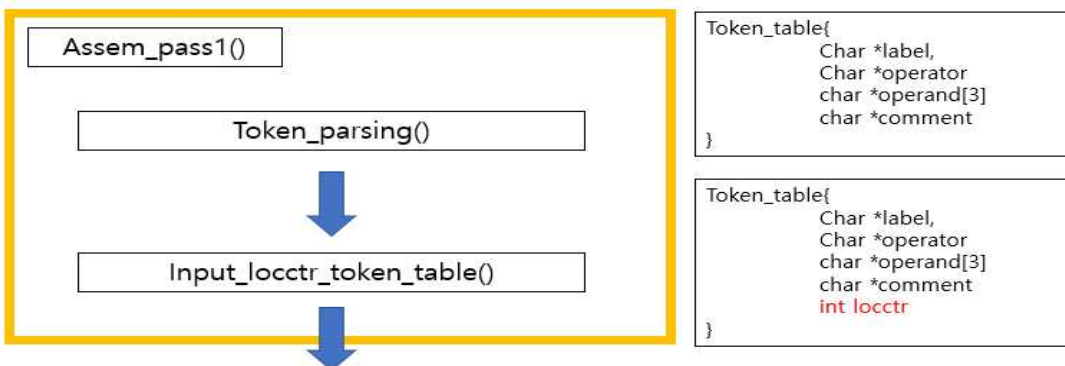 Assem_pass1()
Token_parsing()
Input_locctr_token_table()
Token_table{
Char *label,
Char *operator
char *operand[3]
char *comment
}
Token_table{
Char *label,
Char *operator
char *operand[3]
char *comment
int locctr
}